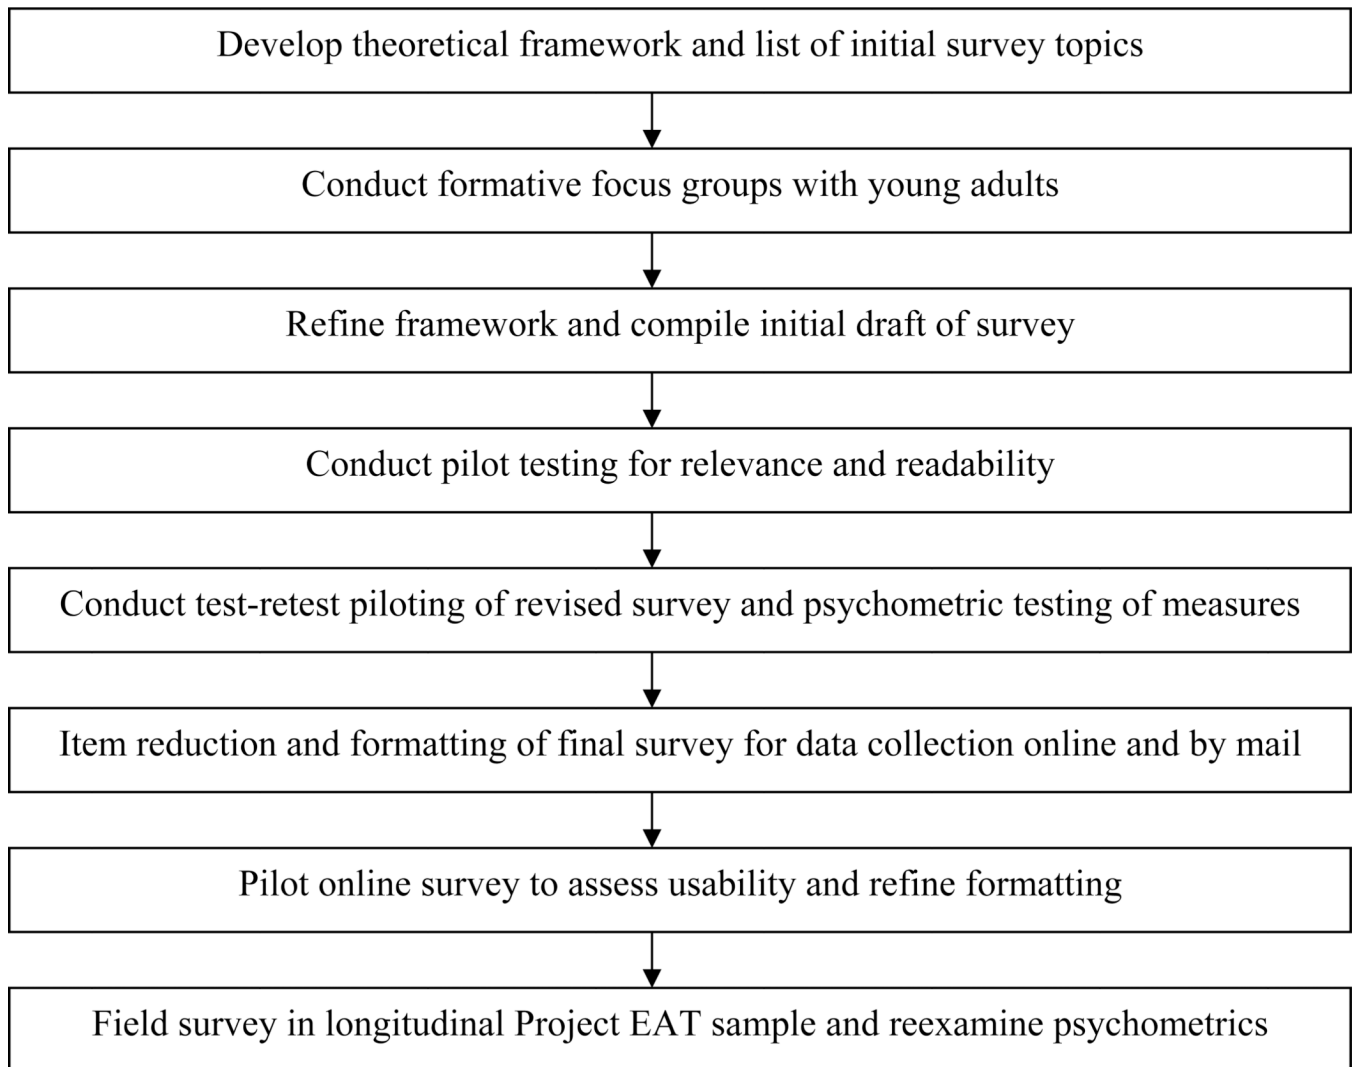 Develop theoretical framework and list of initial survey topics
Conduct formative focus groups with young adults
Refine framework and compile initial draft of survey
Conduct pilot testing for relevance and readability
Conduct test-retest piloting of revised survey and psychometric testing of measures
Item reduction and formatting of final survey for data collection online and by mail
Pilot online survey to assess usability and refine formatting
Field survey in longitudinal Project EAT sample and reexamine psychometrics